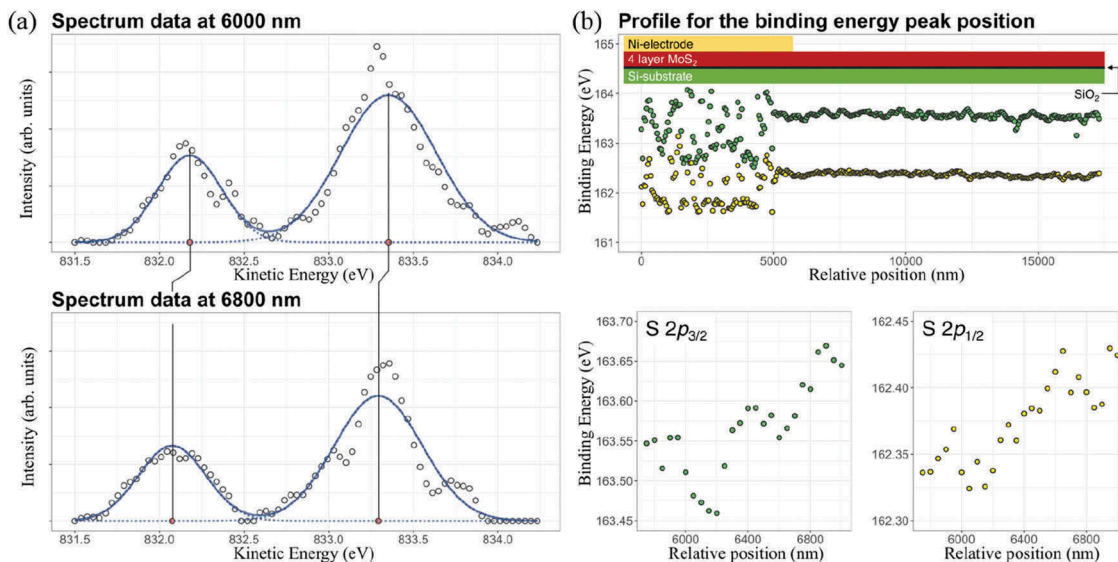 (a) Spectrum data at 6000 nm
Intensity (arb. units)
831.5 832.0 832.5 833.0 833.5 834.0
Kinetic Energy (eV)
Spectrum data at 6800 nm
Intensity (arb. units)
831.5 832.0 832.5 833.0 833.5 834.0
Kinetic Energy (eV)
(b) Profile for the binding energy peak position
Binding Energy (eV)
165
164
163
162
161
Ni-electrode
4 layer MoS2
Si-substrate
SiO2
0 5000 10000 15000
Relative position (nm)
S 2p3/2
Binding Energy (eV)
163.70
163.65
163.60
163.55
163.50
163.45
6000 6400 6800
Relative position (nm)
S 2p1/2
162.45
162.40
162.35
162.30
6000 6400 6800
Relative position (nm)